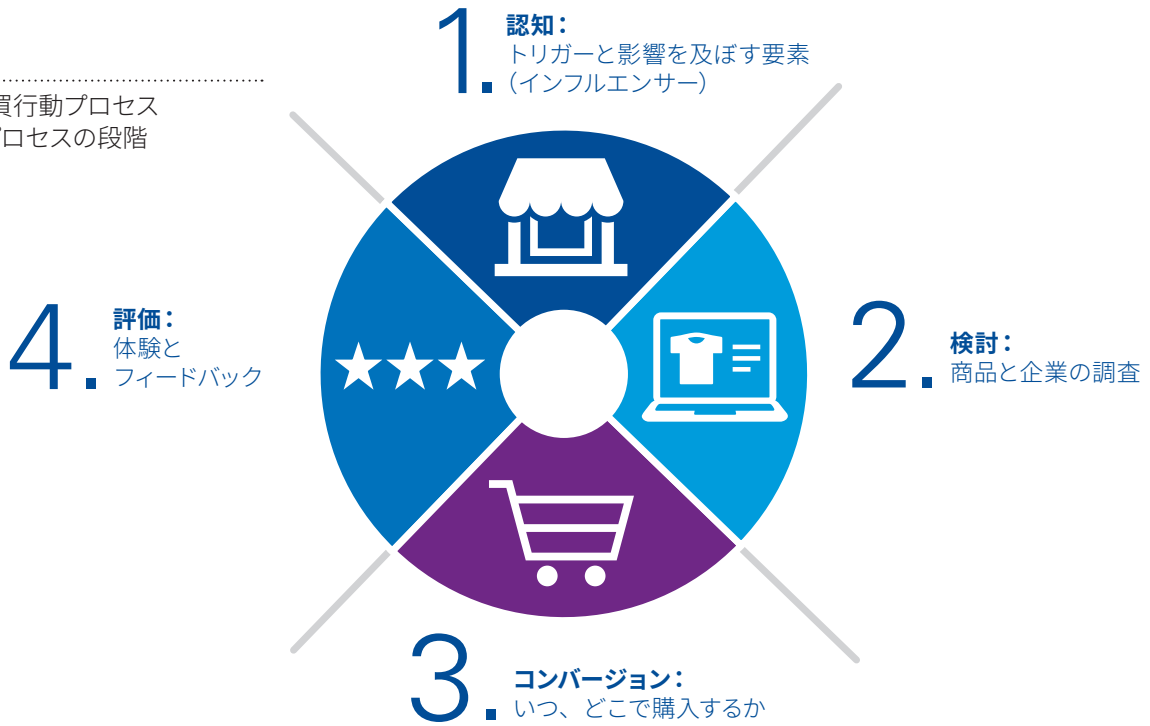 1.
認知：
トリガーと影響を及ぼす要素
（インフルエンサー）
買行動プロセス
プロセスの段階
2.
検討：
商品と企業の調査
3.
コンバージョン：
いつ、どこで購入するか
4.
評価：
体験と
フィードバック